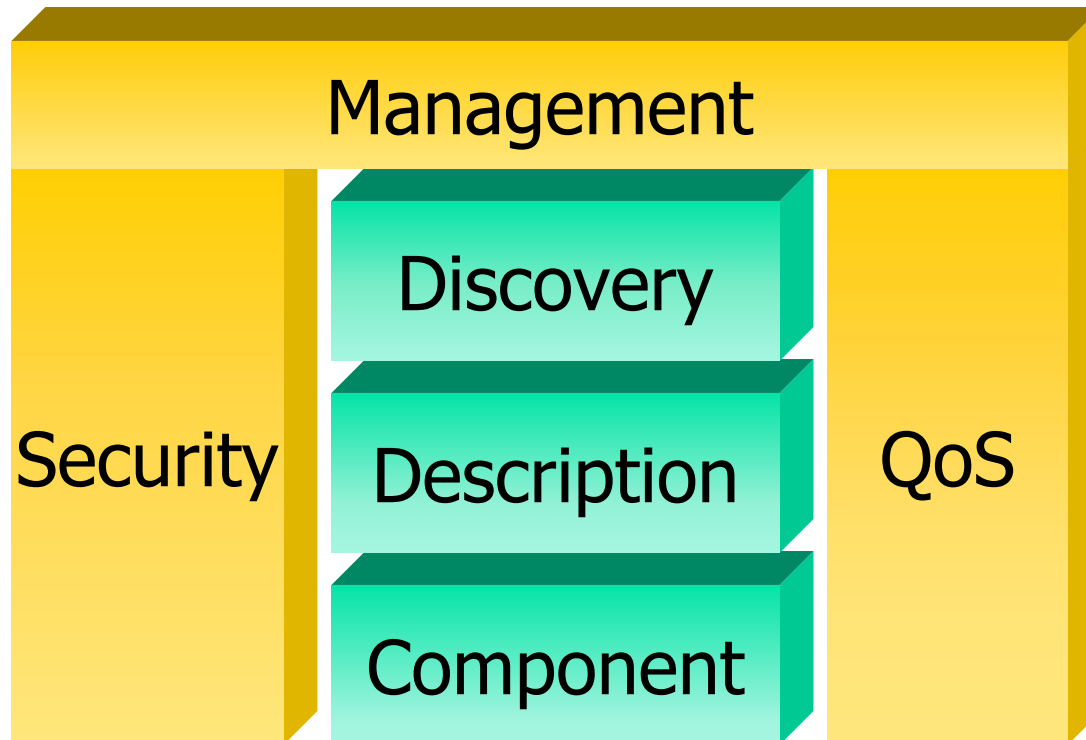 Management
Discovery
Security
Description
QoS
Component